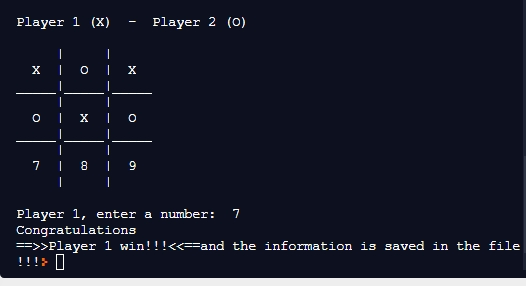 Player 1 (X)  -  Player 2 (O)
     |     |
  X  |  O  |  X
_____|_____|_____
     |     |
  O  |  X  |  O
_____|_____|_____
     |     |
  7  |  8  |  9
     |     |
Player 1, enter a number:  7
Congratulations
==>>Player 1 win!!!<<==and the information is saved in the file
!!!>